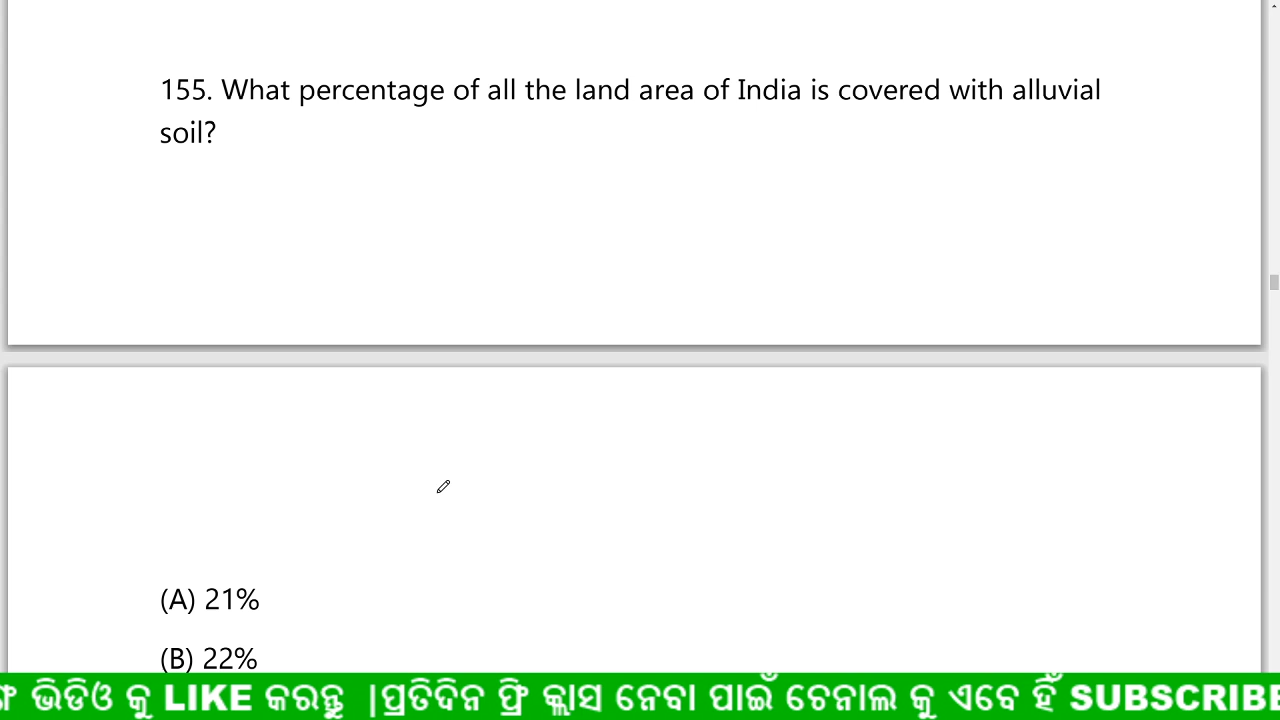 155. What percentage of all the land area of India is covered with alluvial
soil?
(A) 21%
(B) 22%
ଭିଡିଓ କୁ LIKE କରନ୍ତୁ |ପ୍ରତିଦିନ ଫ୍ରି କ୍ଲାସ ନେବା ପାଇଁ ଚେନାଲ କୁ ଏବେ ହିଁ SUBSCRIBE